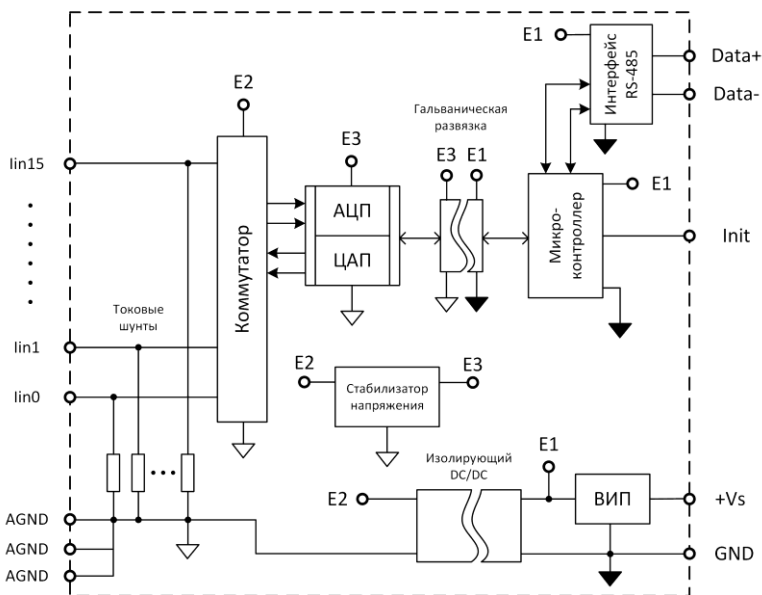 E1
Интерфейс
RS-485
Data+
Data-
E2
Гальваническая
развязка
E3
E3
E1
Iin15
АЦП
ЦАП
Коммутатор
Микро-
контроллер
E1
Init
Токовые
шунты
Iin1
Iin0
E2
Стабилизатор
напряжения
E3
Изолирующий
DC/DC
E1
E2
ВИП
+Vs
AGND
AGND
AGND
GND